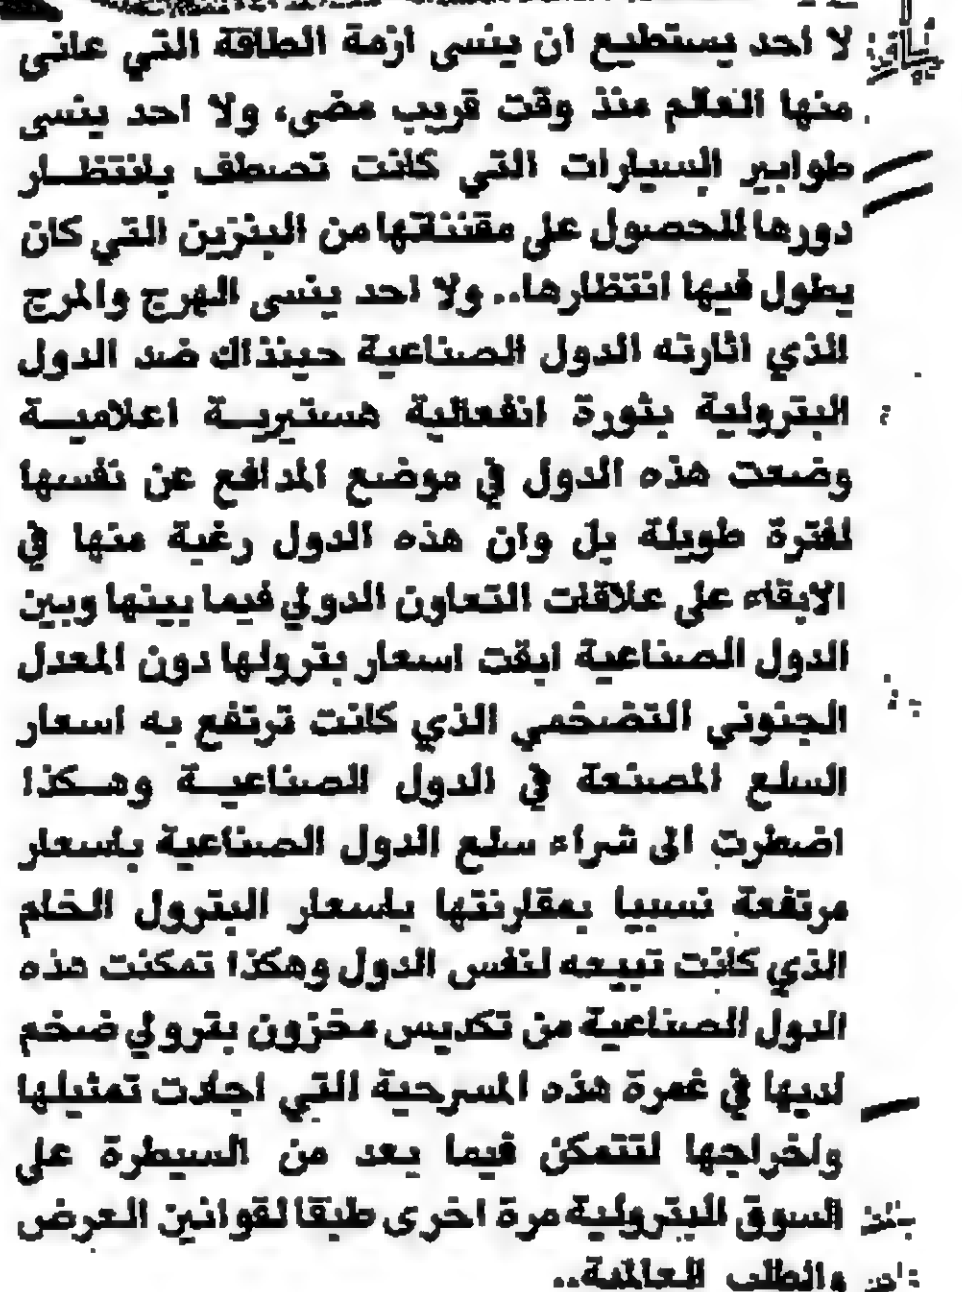 لا احد يستطيع ان ينسى ازمة الطاقة التي عانى
منها العالم منذ وقت قريب مضى، ولا احد ينسى
طوابير السيارات التي كانت تصطف بانتظار
دورها للحصول على مقننتها من البنزين التي كان
يطول فيها انتظارها.. ولا احد ينسى الهرج والمرج
الذي اثارته الدول الصناعية حينذاك ضد الدول
البترولية بثورة انفعالية هستيرية اعلامية
وضعت هذه الدول في موضع المدافع عن نفسها
لفترة طويلة بل وان هذه الدول رغبة منها في
الابقاء على علاقات التعاون الدولي فيما بينها وبين
الدول الصناعية ابقت اسعار بترولها دون المعدل
الجنوني التضخمي الذي كانت ترتفع به اسعار
السلع المصنعة في الدول الصناعية وهكذا
اضطرت الى شراء سلع الدول الصناعية باسعار
مرتفعة نسبيا بمقارنتها باسعار البترول الخام
الذي كانت تبيعه لنفس الدول وهكذا تمكنت هذه
الدول الصناعية من تكديس مخزون بترولي ضخم
لديها في غمرة هذه المسرحية التي اجادت تمثيلها
واخراجها لتتمكن فيما بعد من السيطرة على
السوق البترولية مرة اخرى طبقا لقوانين العرض
والطلب العالمية..